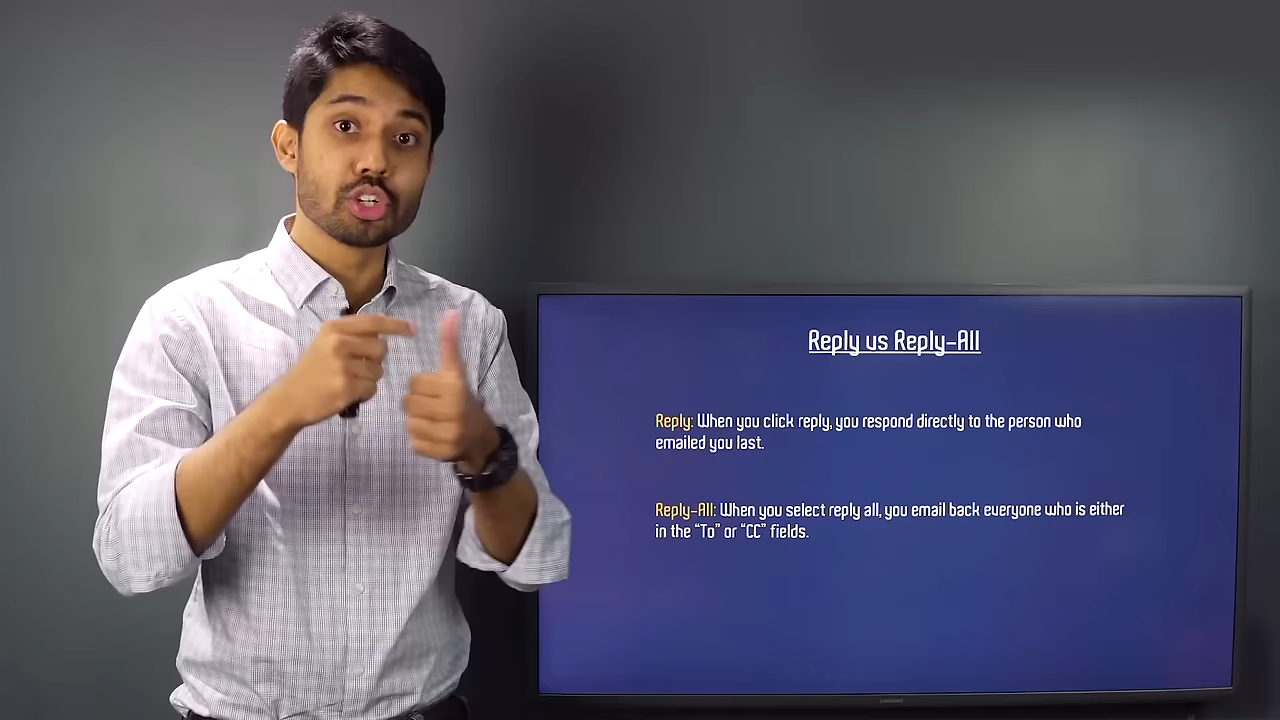 Reply vs Reply-All
Reply: When you click reply, you respond directly to the person who
emailed you last.
Reply-All: When you select reply all, you email back everyone who is either
in the “To” or “CC” fields.
SAMSUNG